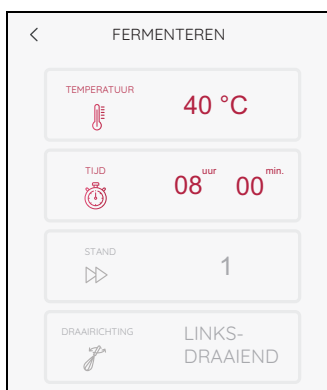 FERMENTEREN
TEMPERATUUR
40 °C
TIJD
08 uur 00 min.
STAND
1
DRAAIRICHTING
LINKS-
DRAAIEND